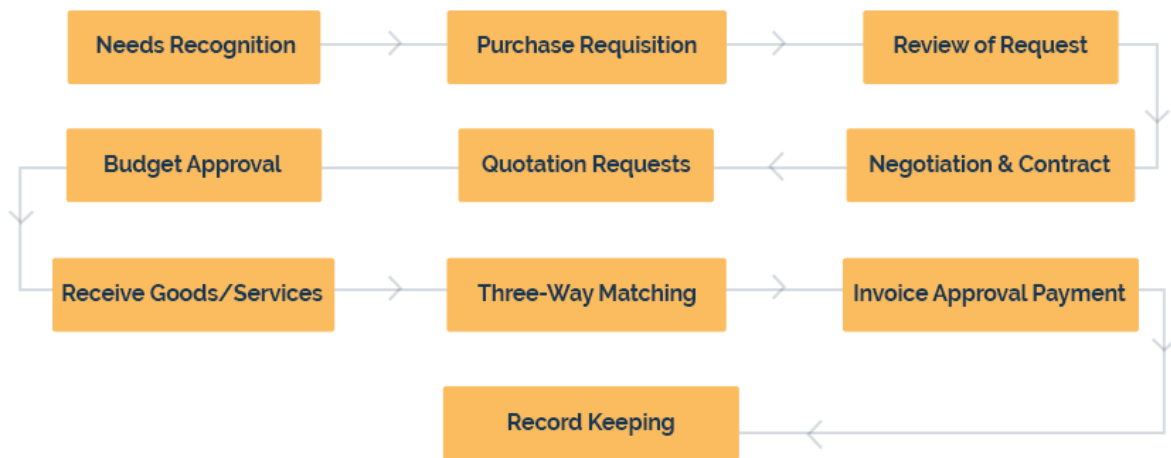 Needs Recognition
Purchase Requisition
Review of Request
Negotiation & Contract
Quotation Requests
Budget Approval
Receive Goods/Services
Three-Way Matching
Invoice Approval Payment
Record Keeping